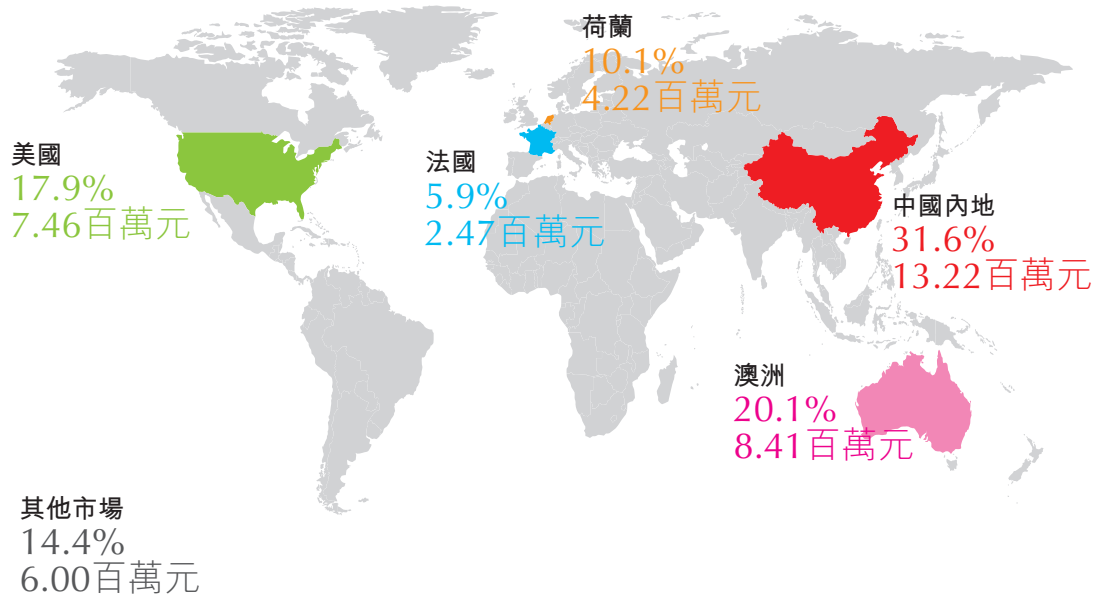 荷蘭
10.1%
4.22百萬元
美國
17.9%
7.46百萬元
法國
5.9%
2.47百萬元
中國內地
31.6%
13.22百萬元
澳洲
20.1%
8.41百萬元
其他市場
14.4%
6.00百萬元